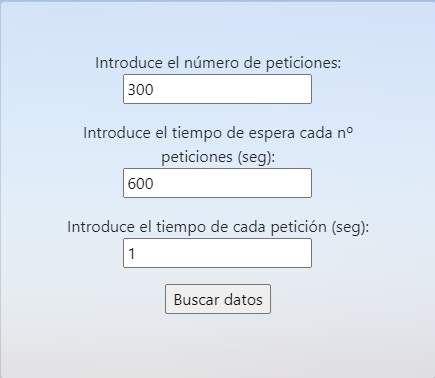 Introduce el número de peticiones:
300
Introduce el tiempo de espera cada nº
peticiones (seg):
600
Introduce el tiempo de cada petición (seg):
1
Buscar datos